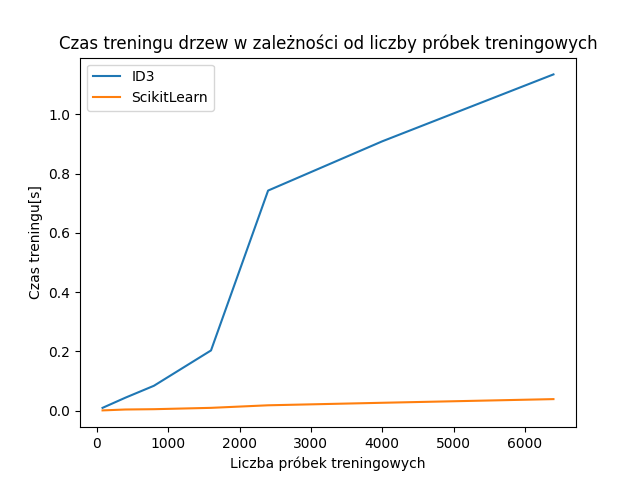 Czas treningu drzew w zależności od liczby próbek treningowych
ID3
ScikitLearn
1.0
0.8
0.6
0.4
0.2
0.0
Czas treningu[s]
0 1000 2000 3000 4000 5000 6000
Liczba próbek treningowych